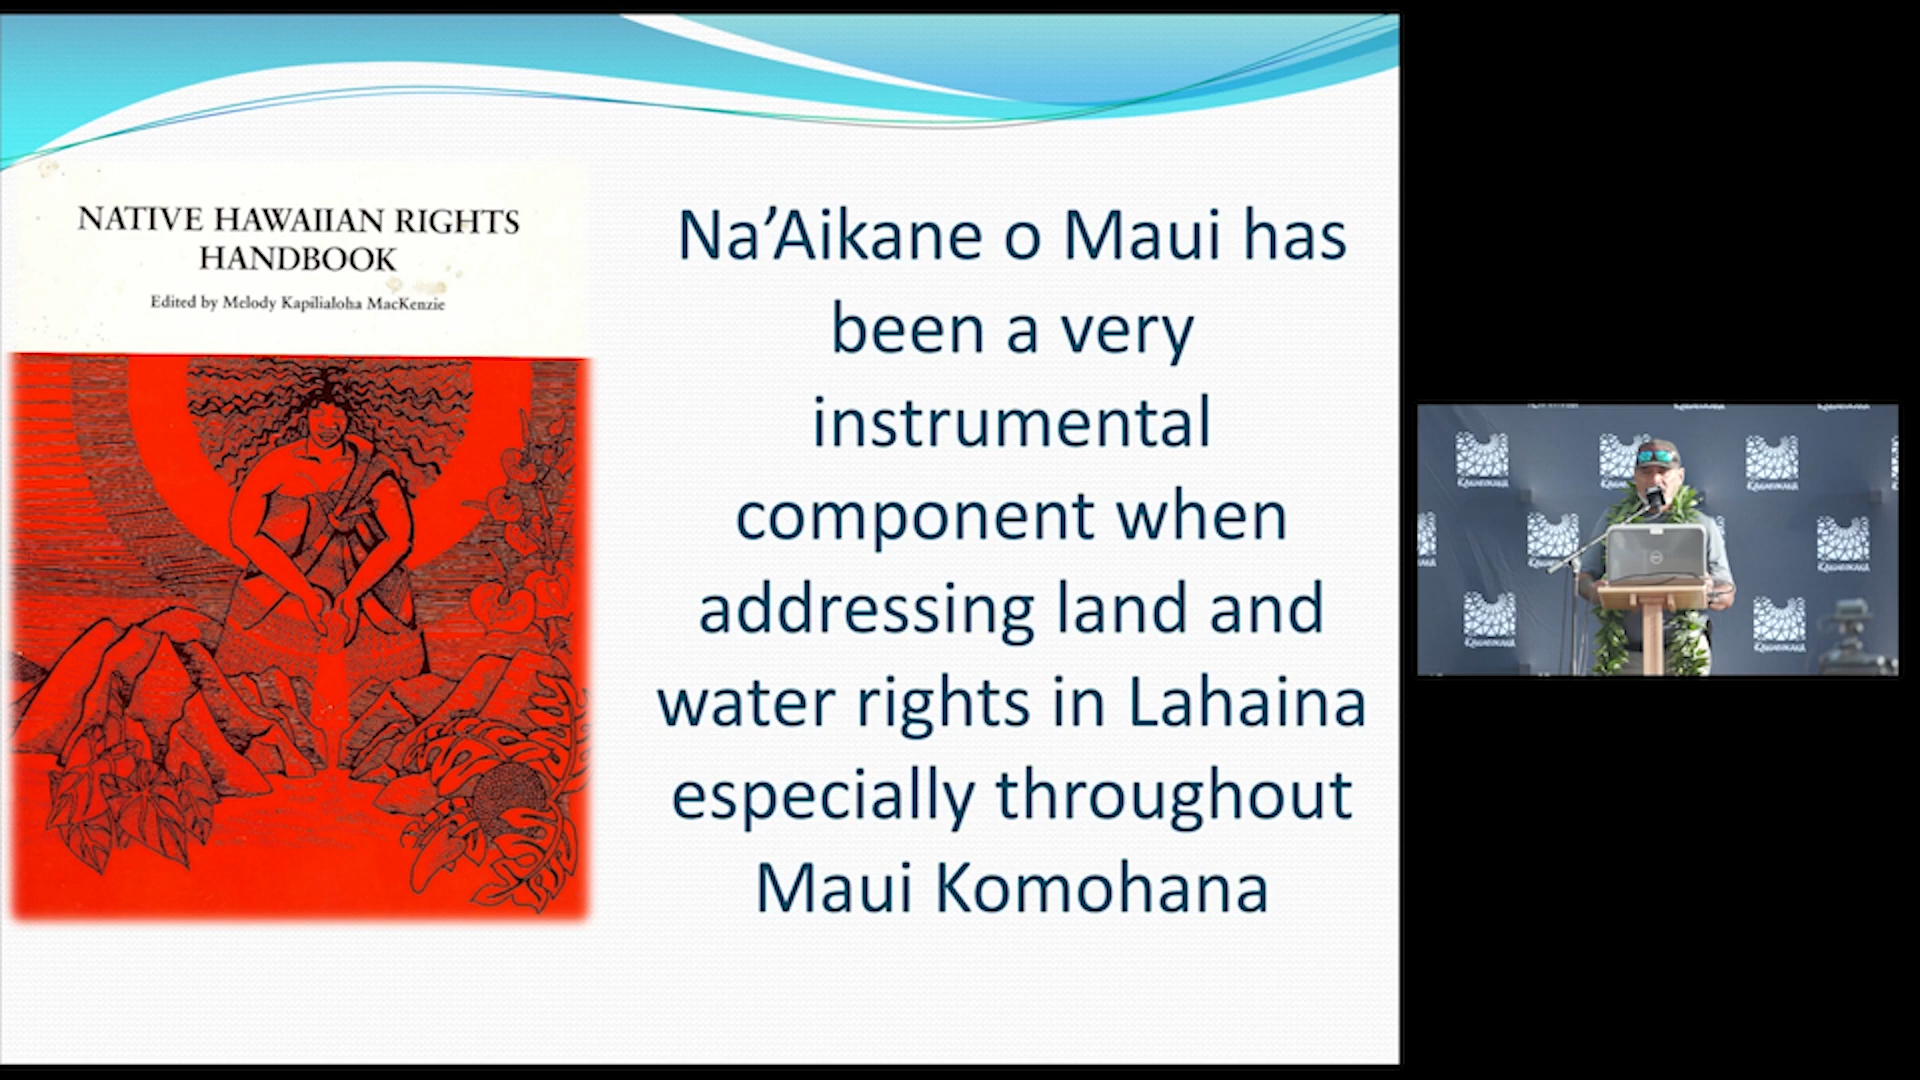 NATIVE HAWAIIAN RIGHTS
HANDBOOK
Edited by Melody Kapilialoha MacKenzie
Na’Aikane o Maui has
been a very
instrumental
component when
addressing land and
water rights in Lahaina
especially throughout
Maui Komohana